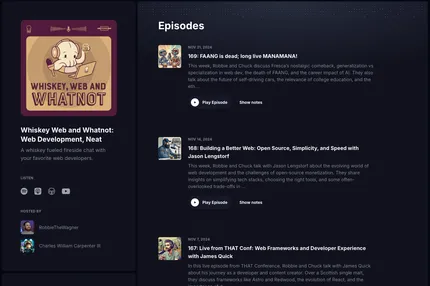 WHISKEY, WEB AND
WHATNOT
Whiskey Web and Whatnot:
Web Development, Neat
A whiskey fueled fireside chat with
your favorite web developers.
LISTEN
HOSTED BY
RobbieTheWagner
Charles William Carpenter III
Episodes
NOV 21, 2024
169: FAANG is dead; long live MANAMANA!
This week, Robbie and Chuck discuss Fresca's nostalgic comeback, generalization vs
specialization in web dev, the death of FAANG, and the career impact of AI. They also
talk about the future of self-driving cars, the relevance of college education, and the
Play Episode
Show notes
NOV 14, 2024
168: Building a Better Web: Open Source, Simplicity, and Speed with
Jason Lengstorf
This week, Robbie and Chuck talk with Jason Lengstorf about the evolving world of
web development and the challenges of open-source monetization. They share
insights on simplifying tech stacks, choosing the right tools, and some often-
overlooked trade-offs in ...
Play Episode
Show notes
NOV 7, 2024
167: Live from THAT Conf: Web Frameworks and Developer Experience
with James Quick
In this live episode from THAT Conference, Robbie and Chuck talk with James Quick
about his journey as a developer and content creator. Over a Scottish single malt,
they discuss frameworks like Astro and Redwood, the evolution of React, and the